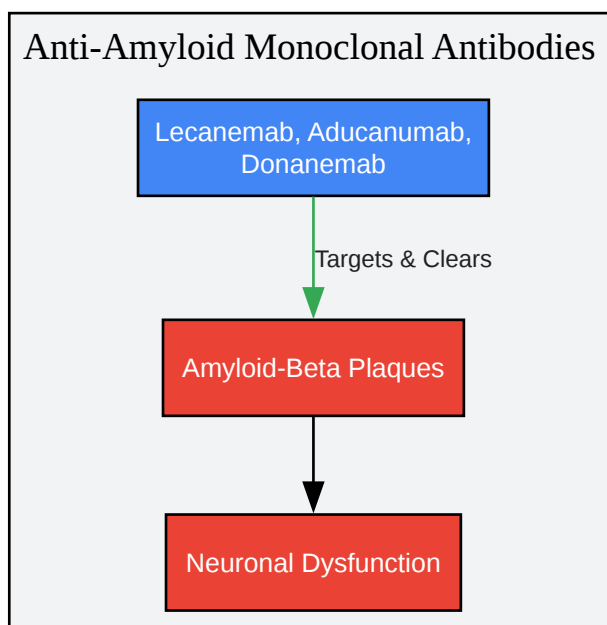 Anti-Amyloid Monoclonal Antibodies
Lecanemab, Aducanumab,
Donanemab
Targets & Clears
Amyloid-Beta Plaques
Neuronal Dysfunction